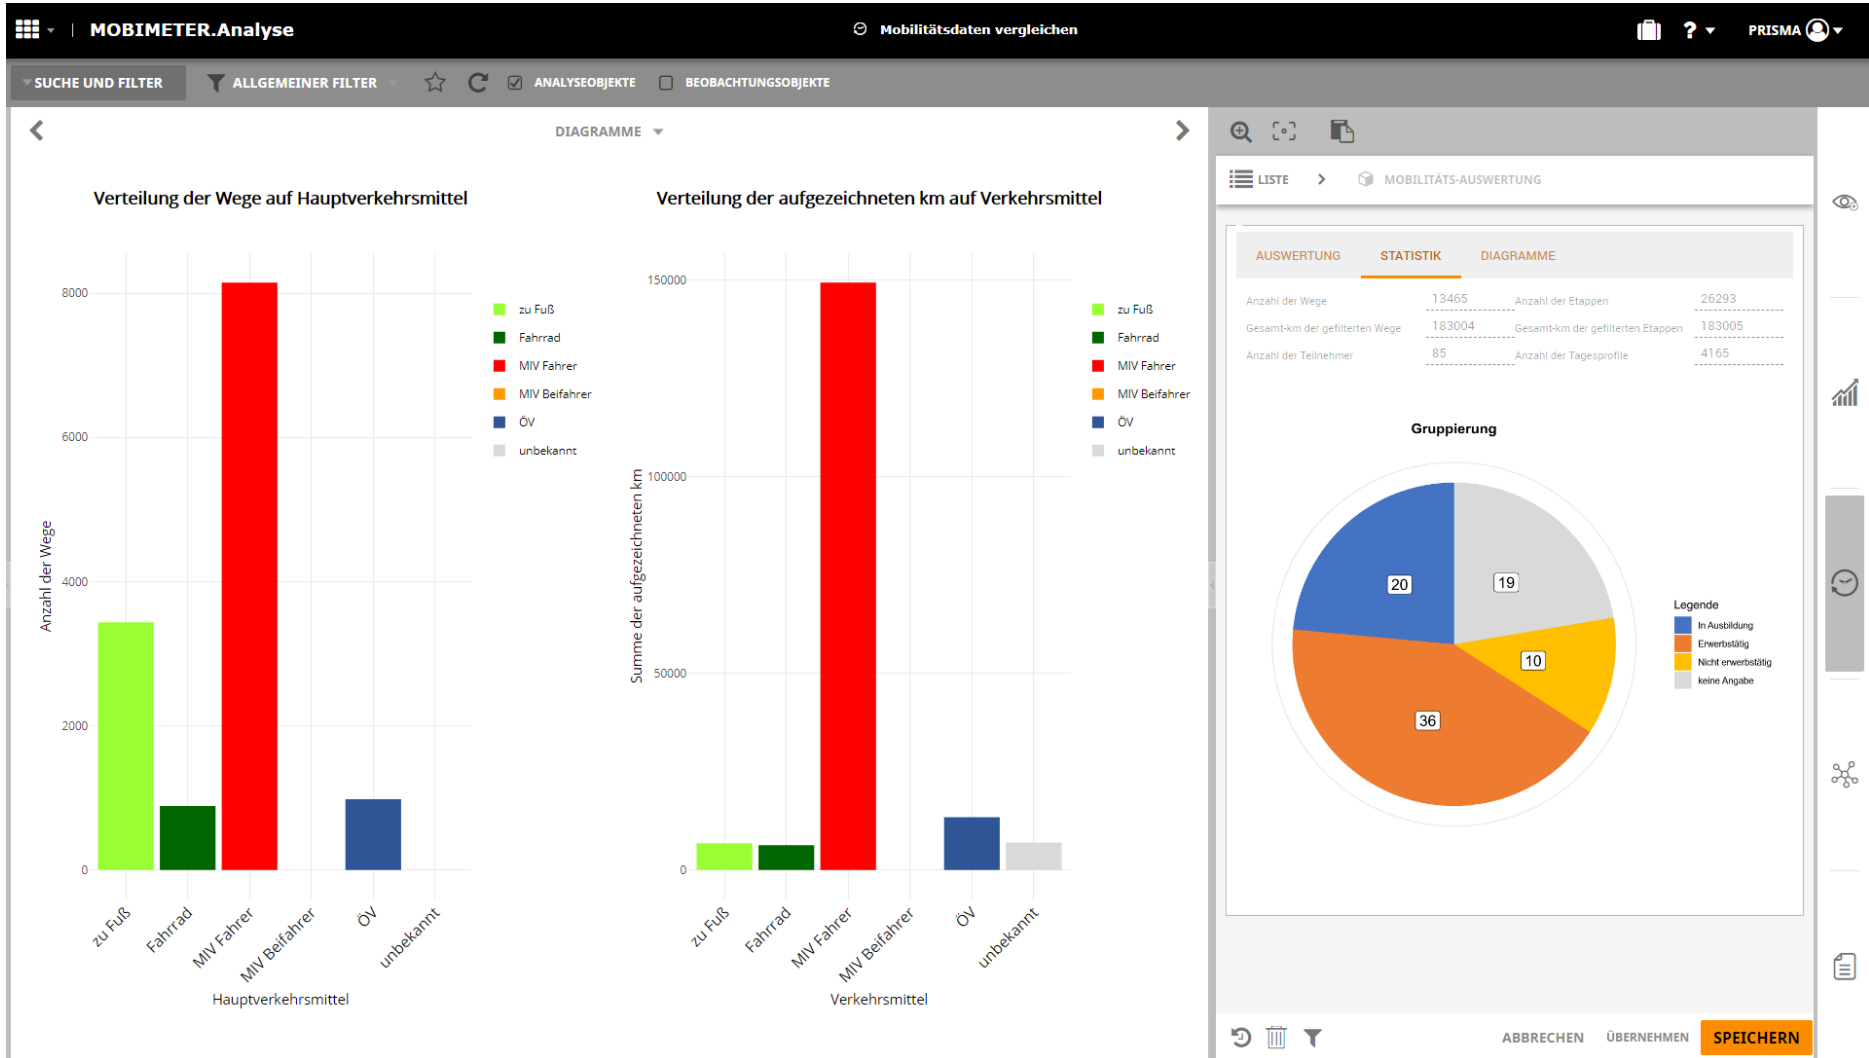 MOBIMETER.Analyse
Mobilitätsdaten vergleichen
? PRISMA
SUCHE UND FILTER
ALLGEMEINER FILTER
ANALYSEOBJEKTE
BEOBACHTUNGSOBJEKTE
DIAGRAMME
Verteilung der Wege auf Hauptverkehrsmittel
8000
6000
4000
2000
0
Anzahl der Wege
zu Fuß
Fahrrad
MIV Fahrer
MIV Beifahrer
ÖV
unbekannt
Hauptverkehrsmittel
zu Fuß
Fahrrad
MIV Fahrer
MIV Beifahrer
ÖV
unbekannt
Verteilung der aufgezeichneten km auf Verkehrsmittel
150000
100000
50000
0
Summe der aufgezeichneten km
zu Fuß
Fahrrad
MIV Fahrer
MIV Beifahrer
ÖV
unbekannt
Verkehrsmittel
zu Fuß
Fahrrad
MIV Fahrer
MIV Beifahrer
ÖV
unbekannt
LISTE
MOBILITÄTS-AUSWERTUNG
AUSWERTUNG STATISTIK DIAGRAMME
Anzahl der Wege 13465 Anzahl der Etappen 26293
Gesamt-km der gefilterten Wege 183004 Gesamt-km der gefilterten Etappen 183005
Anzahl der Teilnehmer 85 Anzahl der Tagesprofile 4165
Gruppierung
20
19
10
36
Legende
In Ausbildung
Erwerbstätig
Nicht erwerbstätig
keine Angabe
ABBRECHEN ÜBERNEHMEN SPEICHERN